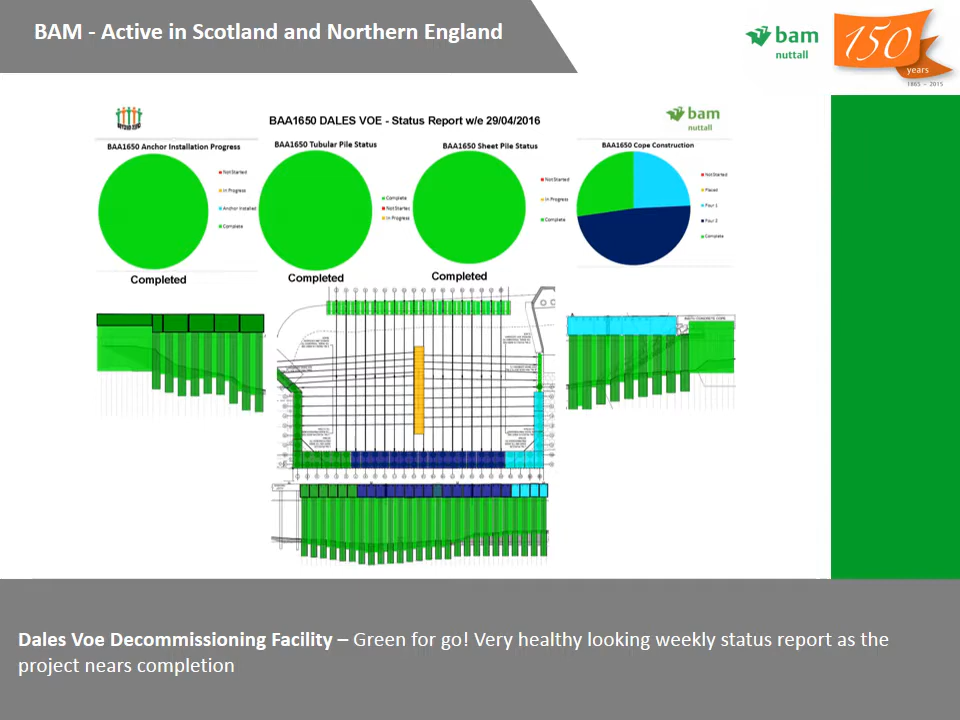 BAM - Active in Scotland and Northern England
bam
nuttall
150
years
1865 - 2015
BAA1650 DALES VOE - Status Report w/e 29/04/2016
bam
nuttall
BAA1650 Anchor Installation Progress
Not Started
In Progress
Anchor Installed
Complete
Completed
BAA1650 Tubular Pile Status
Complete
Not Started
In Progress
Completed
BAA1650 Sheet Pile Status
Not Started
In Progress
Complete
Completed
BAA1650 Cope Construction
Not Started
Placed
Pour 1
Pour 2
Complete
Dales Voe Decommissioning Facility – Green for go! Very healthy looking weekly status report as the
project nears completion